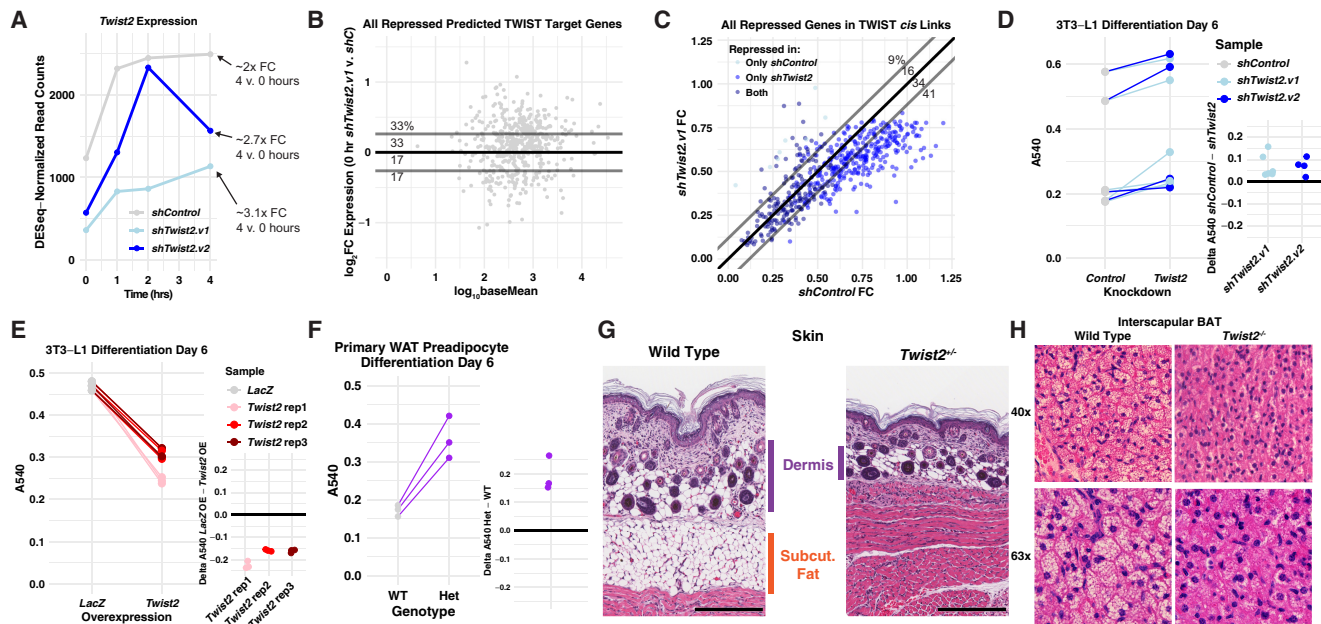 A
Twist2 Expression
DESeq−Normalized Read Counts
2000
1000
0
~2x FC
4 v. 0 hours
~2.7x FC
4 v. 0 hours
~3.1x FC
4 v. 0 hours
shControl
shTwist2.v1
shTwist2.v2
0 1 2 3 4
Time (hrs)
B
All Repressed Predicted TWIST Target Genes
log2FC Expression (0 hr shTwist2.v1 v. shC)
1
0
−1
33%
33
17
17
0 1 2 3 4
log10baseMean
C
All Repressed Genes in TWIST cis Links
shTwist2.v1 FC
1.25
1.00
0.75
0.50
0.25
0.00
Repressed in:
Only shControl
Only shTwist2
Both
9%
16
34
41
0.00 0.25 0.50 0.75 1.00 1.25
shControl FC
D
3T3−L1 Differentiation Day 6
A540
0.6
0.4
0.2
0.0
Control Twist2
Knockdown
Sample
shControl
shTwist2.v1
shTwist2.v2
Delta A540 shControl − shTwist2
0.2
0.1
0.0
−0.1
−0.2
shTwist2.v1
shTwist2.v2
E
3T3−L1 Differentiation Day 6
A540
0.5
0.4
0.3
0.2
0.1
0.0
LacZ Twist2
Overexpression
Sample
LacZ
Twist2 rep1
Twist2 rep2
Twist2 rep3
Delta A540 LacZ OE − Twist2 OE
0.2
0.1
0.0
−0.1
−0.2
Twist2 rep1
Twist2 rep2
Twist2 rep3
F
Primary WAT Preadipocyte
Differentiation Day 6
A540
0.5
0.4
0.3
0.2
0.1
0.0
WT Het
Genotype
Delta A540 Het − WT
0.2
0.1
0.0
−0.1
−0.2
G
Skin
Wild Type
Twist2+/-
Dermis
Subcut.
Fat
H
Interscapular BAT
Wild Type
Twist2-/-
40x
63x